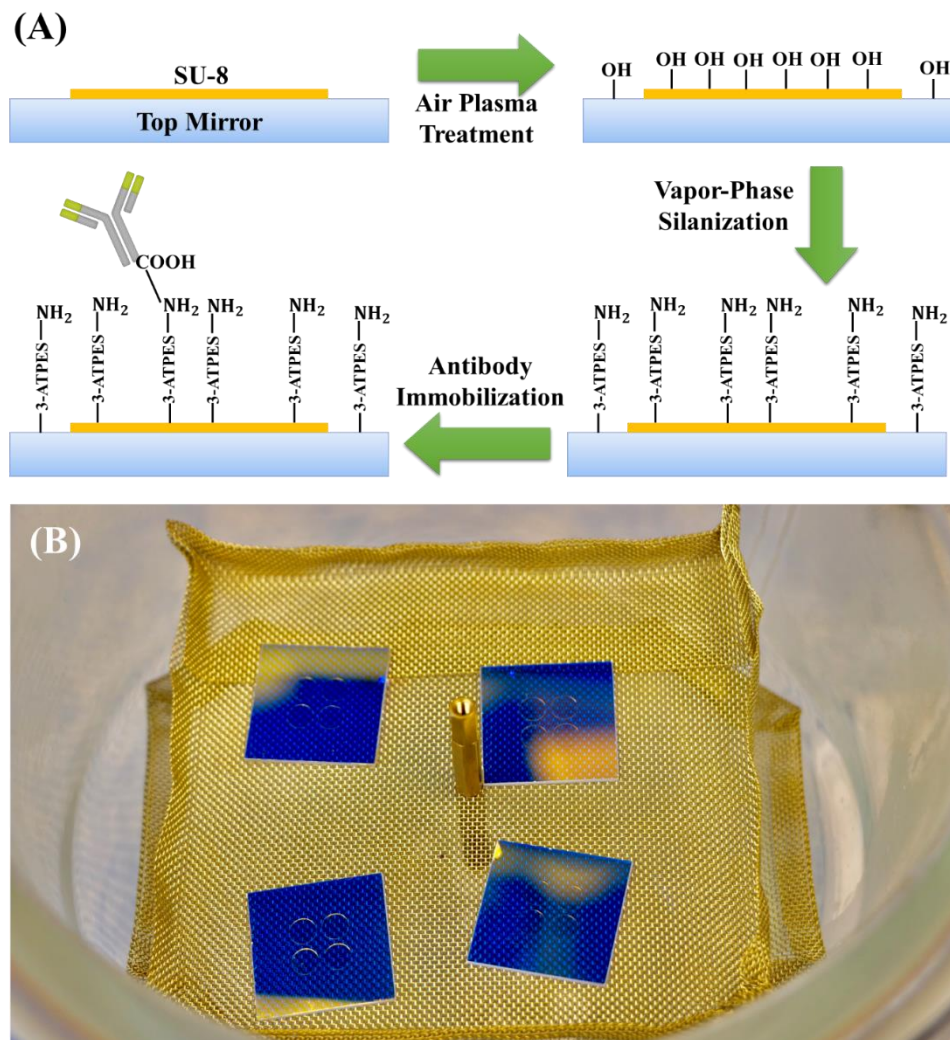 (A)
SU-8
Top Mirror
Air Plasma
Treatment
OH OH OH OH OH OH OH OH
Vapor-Phase
Silanization
NH₂ NH₂ NH₂ NH₂ NH₂ NH₂
3-ATPES 3-ATPES 3-ATPES 3-ATPES 3-ATPES 3-ATPES
Antibody
Immobilization
COOH
NH₂ NH₂ NH₂ NH₂ NH₂ NH₂
3-ATPES 3-ATPES 3-ATPES 3-ATPES 3-ATPES 3-ATPES
(B)